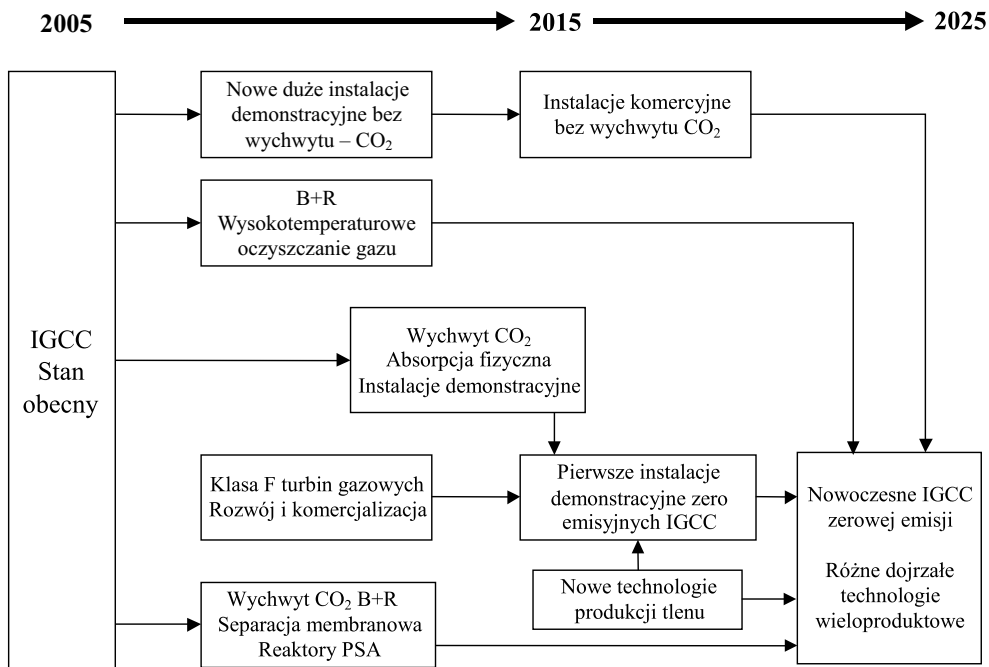 2005
2015
2025
IGCC
Stan
obecny
Nowe duże instalacje
demonstracyjne bez
wychwytu – CO₂
Instalacje komercyjne
bez wychwytu CO₂
B+R
Wysokotemperaturowe
oczyszczanie gazu
Wychwyt CO₂
Absorpcja fizyczna
Instalacje demonstracyjne
Klasa F turbin gazowych
Rozwój i komercjalizacja
Pierwsze instalacje
demonstracyjne zero
emisyjnych IGCC
Nowe technologie
produkcji tlenu
Wychwyt CO₂ B+R
Separacja membranowa
Reaktory PSA
Nowoczesne IGCC
zerowej emisji
Różne dojrzałe
technologie
wieloproduktowe